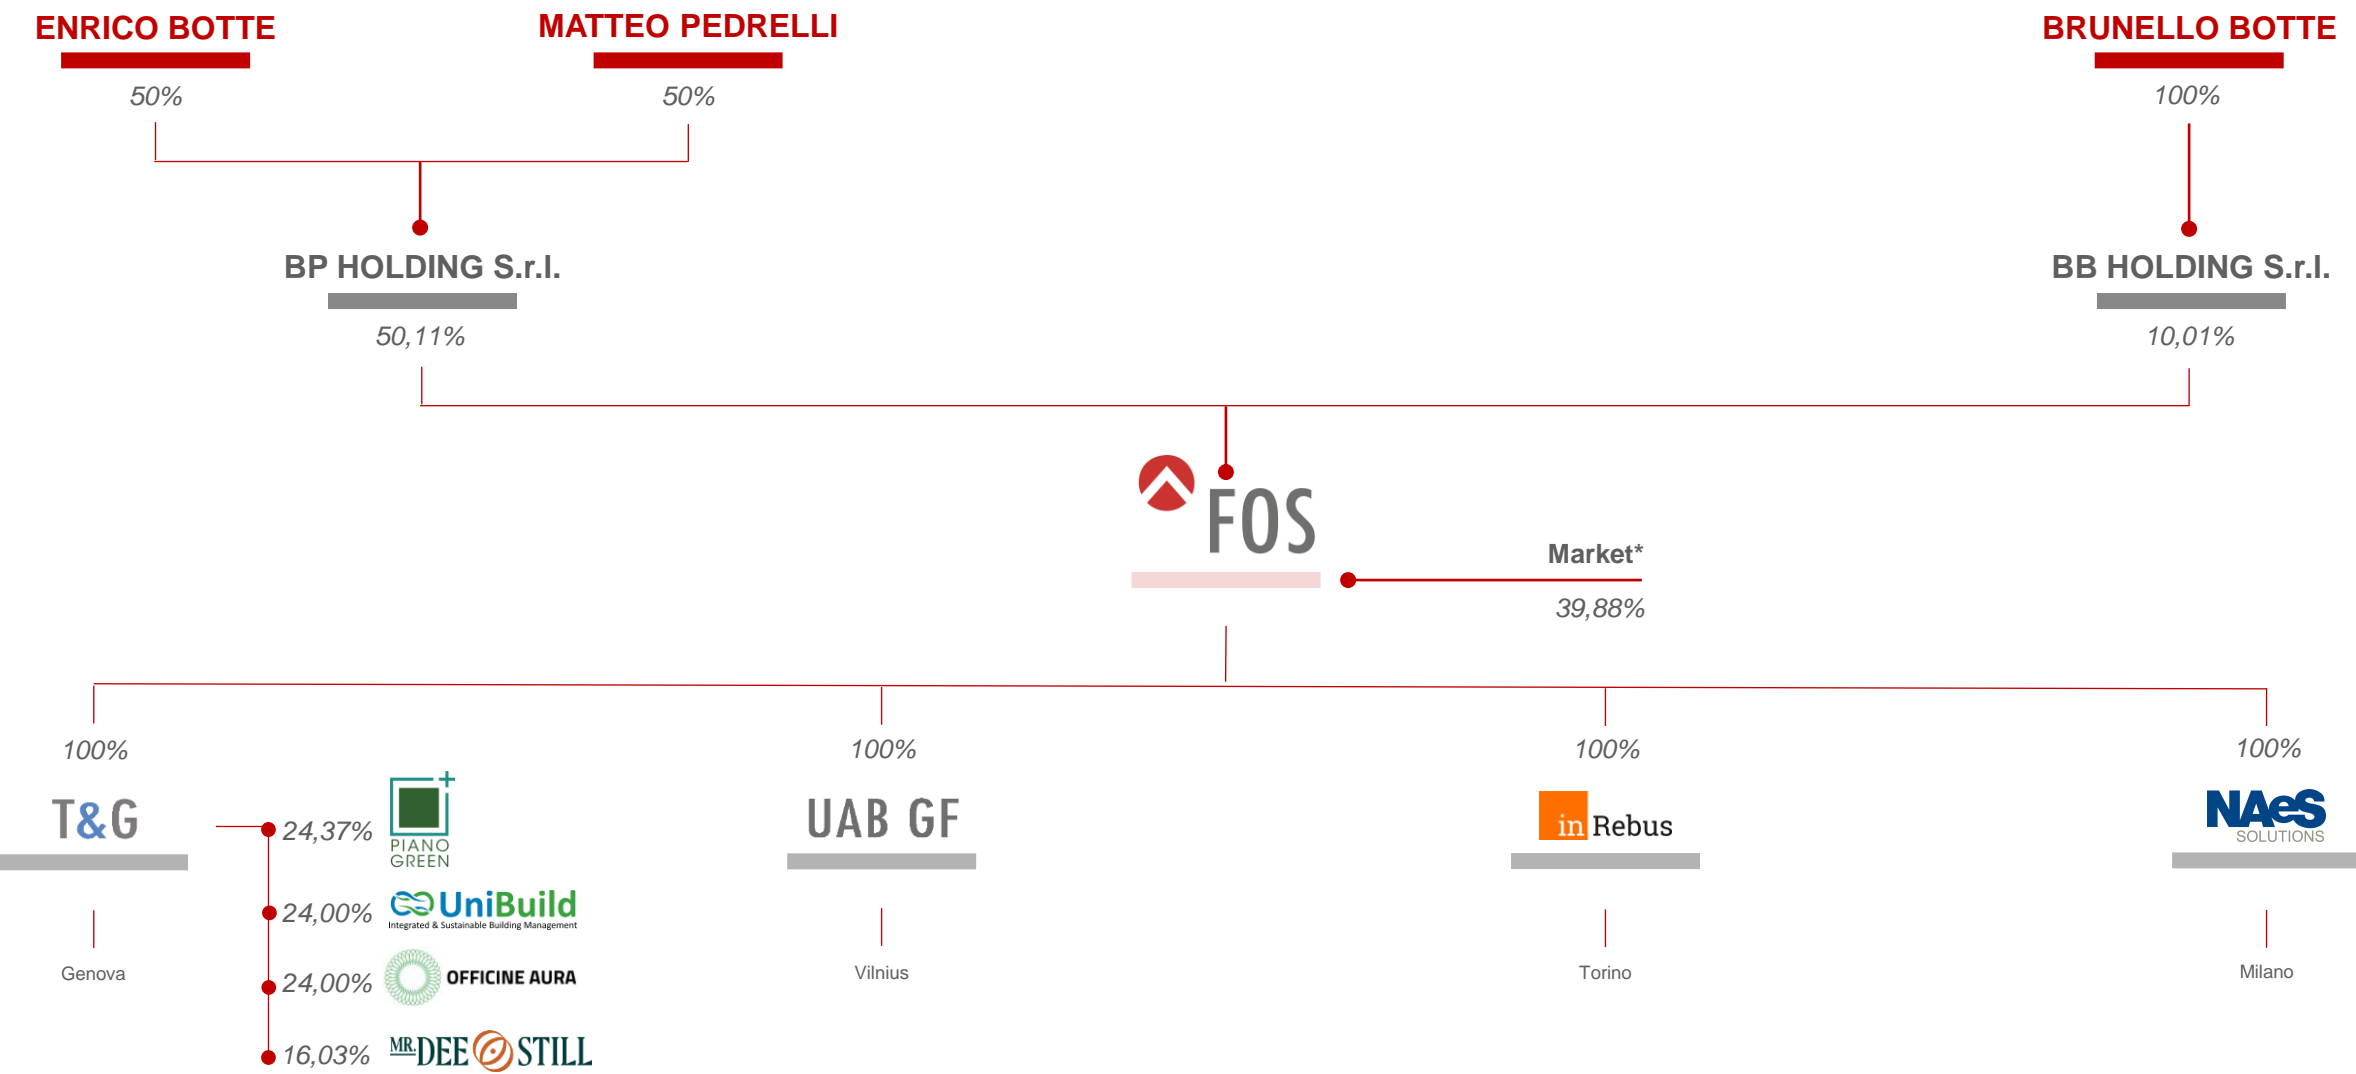 ENRICO BOTTE
MATTEO PEDRELLI
BRUNELLO BOTTE
50%
50%
100%
BP HOLDING S.r.l.
BB HOLDING S.r.l.
50,11%
10,01%
FOS
Market*
39,88%
100%
100%
100%
100%
T&G
24,37%
PIANO
GREEN
UAB GF
in Rebus
NAeS
SOLUTIONS
24,00%
UniBuild
Integrated & Sustainable Building Management
24,00%
OFFICINE AURA
Genova
Vilnius
Torino
Milano
16,03%
MR. DEE STILL